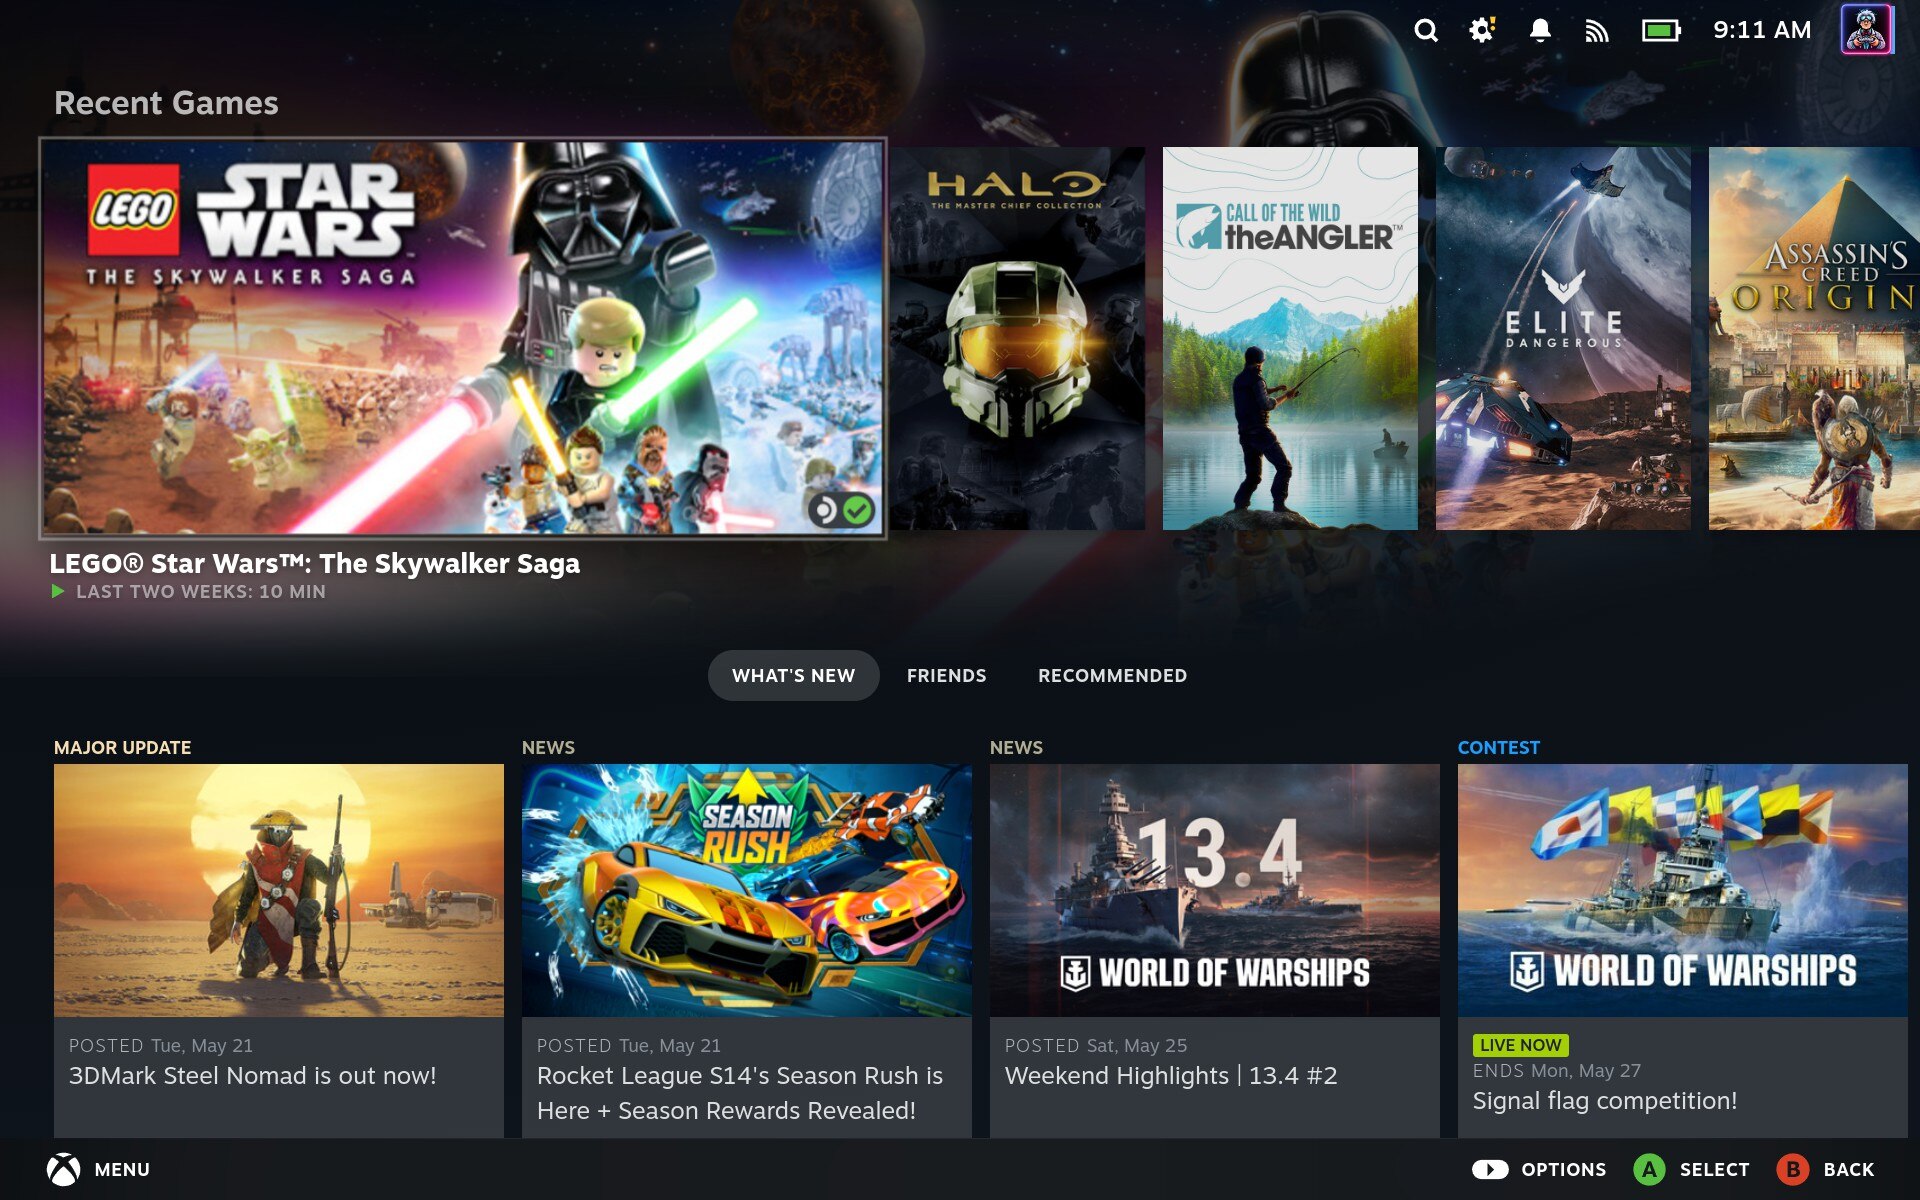 9:11 AM
Recent Games
LEGO
STAR WARS™
THE SKYWALKER SAGA
HALO
THE MASTER CHIEF COLLECTION
CALL OF THE WILD
theANGLER™
ELITE
DANGEROUS
ASSASSIN'S
CREED
ORIGIN
LEGO® Star Wars™: The Skywalker Saga
LAST TWO WEEKS: 10 MIN
WHAT'S NEW
FRIENDS
RECOMMENDED
MAJOR UPDATE
POSTED Tue, May 21
3DMark Steel Nomad is out now!
NEWS
SEASON
RUSH
POSTED Tue, May 21
Rocket League S14's Season Rush is
Here + Season Rewards Revealed!
NEWS
13.4
WORLD OF WARSHIPS
POSTED Sat, May 25
Weekend Highlights | 13.4 #2
CONTEST
WORLD OF WARSHIPS
LIVE NOW
ENDS Mon, May 27
Signal flag competition!
MENU
OPTIONS
A SELECT
B BACK